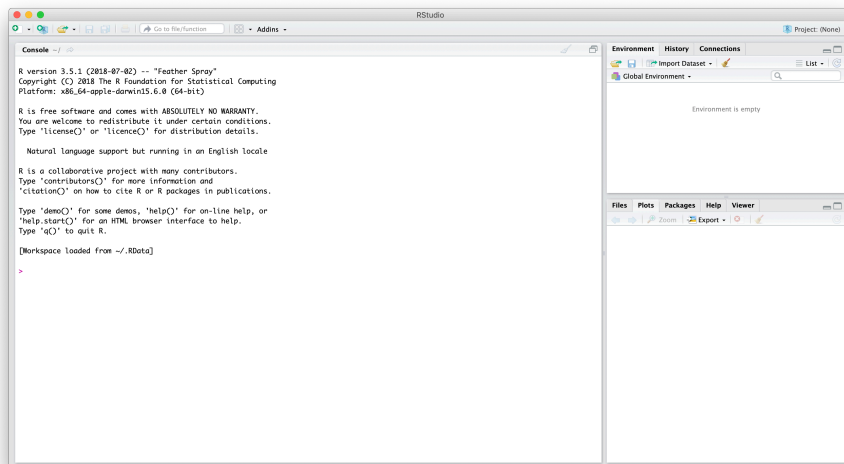 RStudio
Go to file/function
Addins
Project: (None)
Console ~/
R version 3.5.1 (2018-07-02) -- "Feather Spray"
Copyright (C) 2018 The R Foundation for Statistical Computing
Platform: x86_64-apple-darwin15.6.0 (64-bit)
R is free software and comes with ABSOLUTELY NO WARRANTY.
You are welcome to redistribute it under certain conditions.
Type 'license()' or 'licence()' for distribution details.
Natural language support but running in an English locale
R is a collaborative project with many contributors.
Type 'contributors()' for more information and
'citation()' on how to cite R or R packages in publications.
Type 'demo()' for some demos, 'help()' for on-line help, or
'help.start()' for an HTML browser interface to help.
Type 'q()' to quit R.
[Workspace loaded from ~/.RData]
>
Environment History Connections
Import Dataset List
Global Environment
Environment is empty
Files Plots Packages Help Viewer
Zoom Export